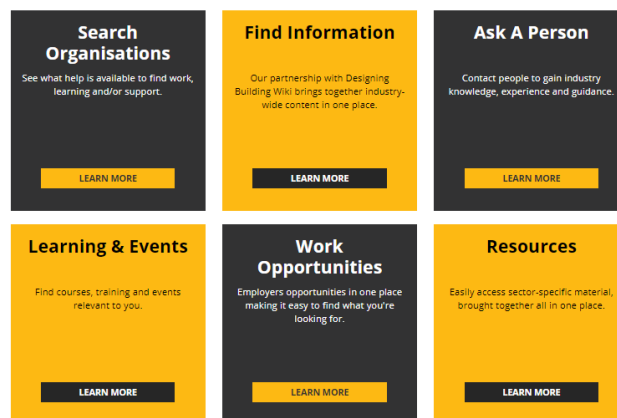 Search
Organisations
See what help is available to find work,
learning and/or support.
LEARN MORE
Find Information
Our partnership with Designing
Building Wiki brings together industry-
wide content in one place.
LEARN MORE
Ask A Person
Contact people to gain industry
knowledge, experience and guidance.
LEARN MORE
Learning & Events
Find courses, training and events
relevant to you.
LEARN MORE
Work
Opportunities
Employers opportunities in one place
making it easy to find what you're
looking for.
LEARN MORE
Resources
Easily access sector-specific material,
brought together all in one place.
LEARN MORE